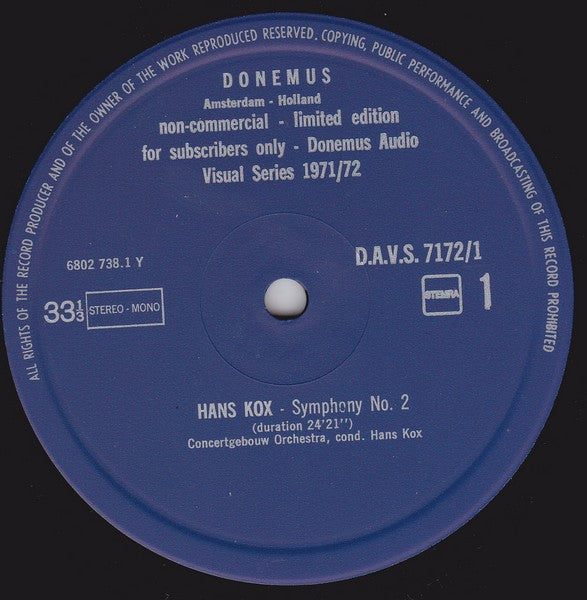 ALL RIGHTS OF THE RECORD PRODUCER AND OF THE OWNER OF THE WORK REPRODUCED RESERVED. COPYING, PUBLIC PERFORMANCE AND BROADCASTING OF THIS RECORD PROHIBITED
DONEMUS
Amsterdam - Holland
non-commercial - limited edition
for subscribers only - Donemus Audio
Visual Series 1971/72
6802 738.1 Y
D.A.V.S. 7172/1
33 1/3 STEREO - MONO
STEMRA 1
HANS KOX - Symphony No. 2
(duration 24'21'')
Concertgebouw Orchestra, cond. Hans Kox